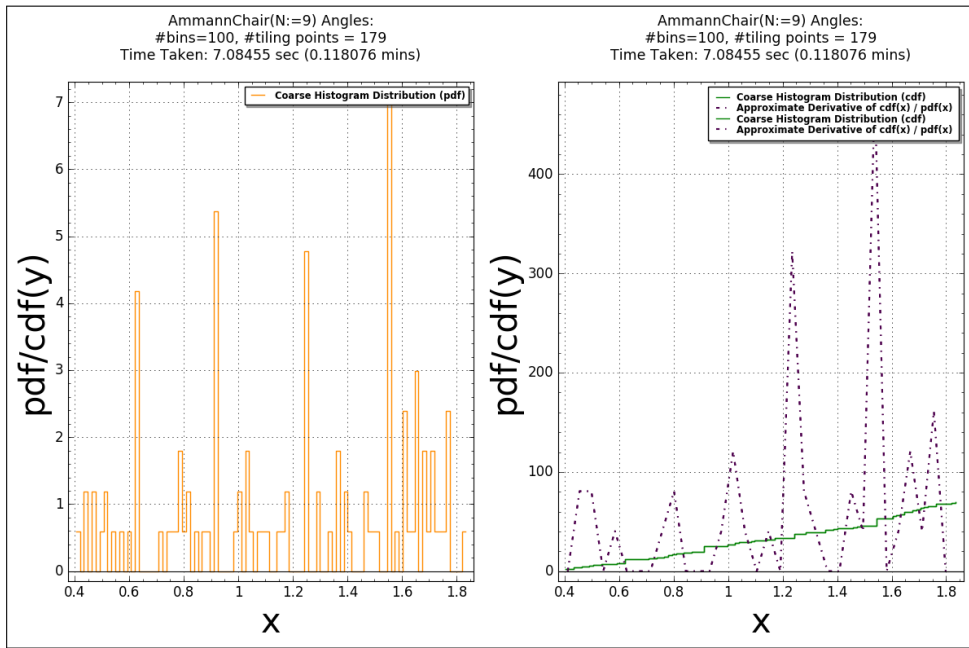 AmmannChair(N:=9) Angles:
#bins=100, #tiling points = 179
Time Taken: 7.08455 sec (0.118076 mins)
Coarse Histogram Distribution (pdf)
pdf/cdf(y)
7
6
5
4
3
2
1
0
0.4 0.6 0.8 1 1.2 1.4 1.6 1.8
x
AmmannChair(N:=9) Angles:
#bins=100, #tiling points = 179
Time Taken: 7.08455 sec (0.118076 mins)
Coarse Histogram Distribution (cdf)
Approximate Derivative of cdf(x) / pdf(x)
Coarse Histogram Distribution (cdf)
Approximate Derivative of cdf(x) / pdf(x)
pdf/cdf(y)
400
300
200
100
0
0.4 0.6 0.8 1 1.2 1.4 1.6 1.8
x